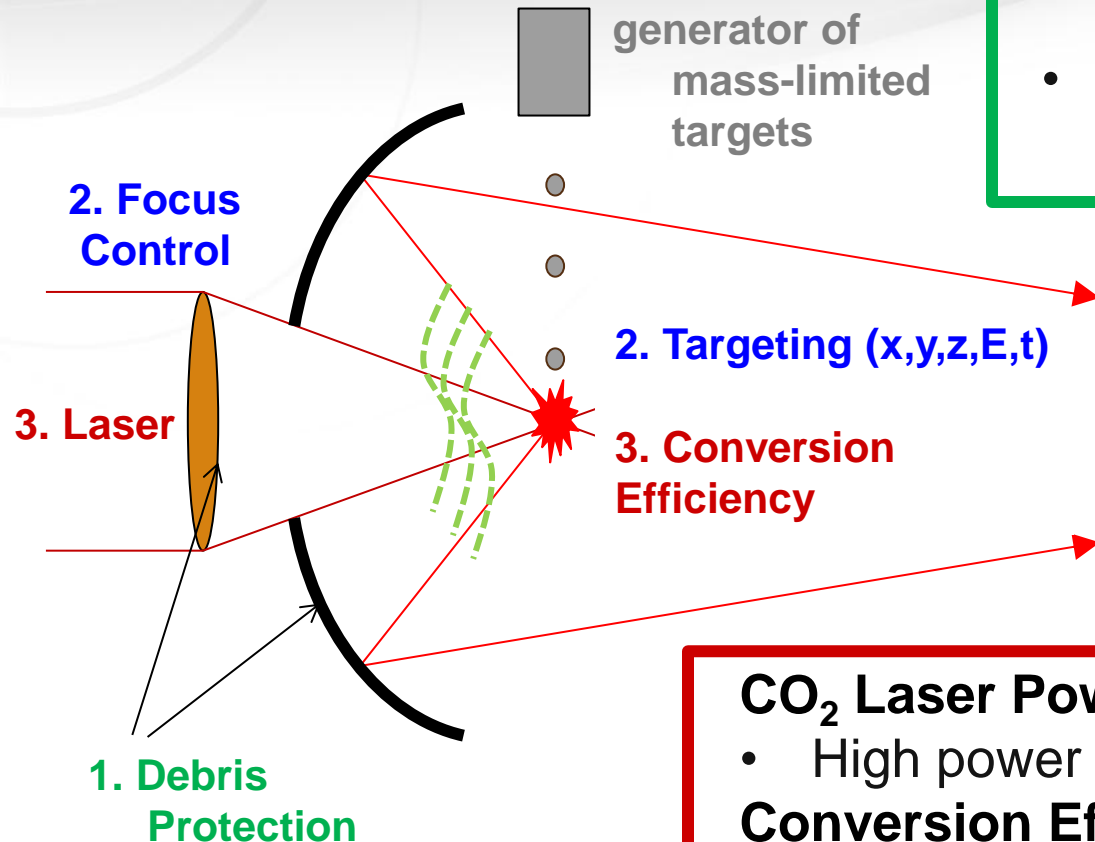 generator of
mass-limited
targets
•
2. Focus
Control
2. Targeting (x,y,z,E,t)
3. Laser
3. Conversion
Efficiency
1. Debris
Protection
CO₂ Laser Pow
• High power
Conversion Ef